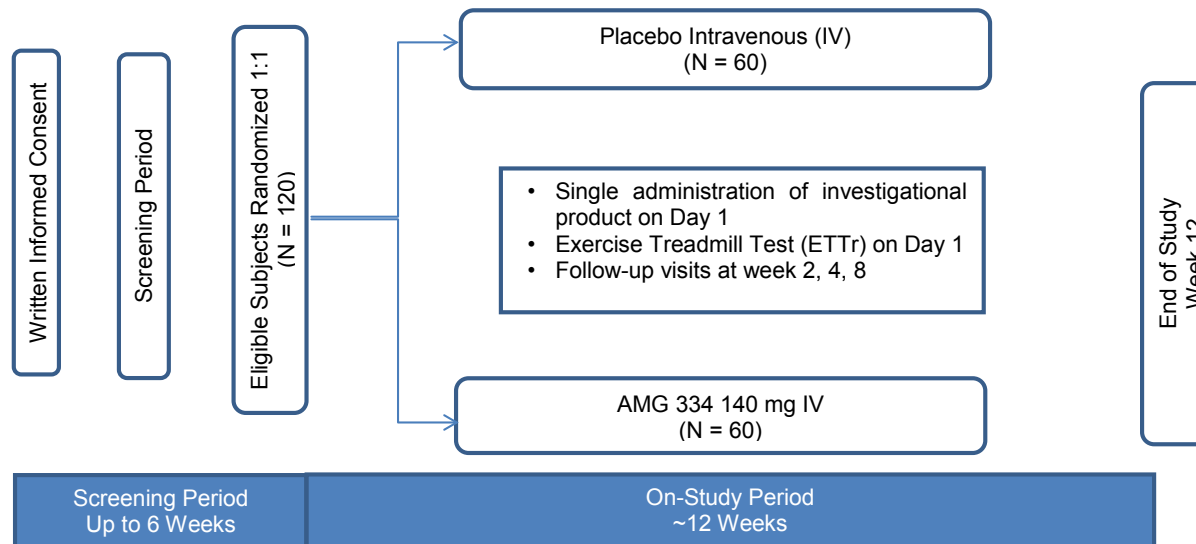 Written Informed Consent
Screening Period
Eligible Subjects Randomized 1:1
(N = 120)
Placebo Intravenous (IV)
(N = 60)
• Single administration of investigational
product on Day 1
• Exercise Treadmill Test (ETTr) on Day 1
• Follow-up visits at week 2, 4, 8
AMG 334 140 mg IV
(N = 60)
End of Study
Week 12
Screening Period
Up to 6 Weeks
On-Study Period
~12 Weeks